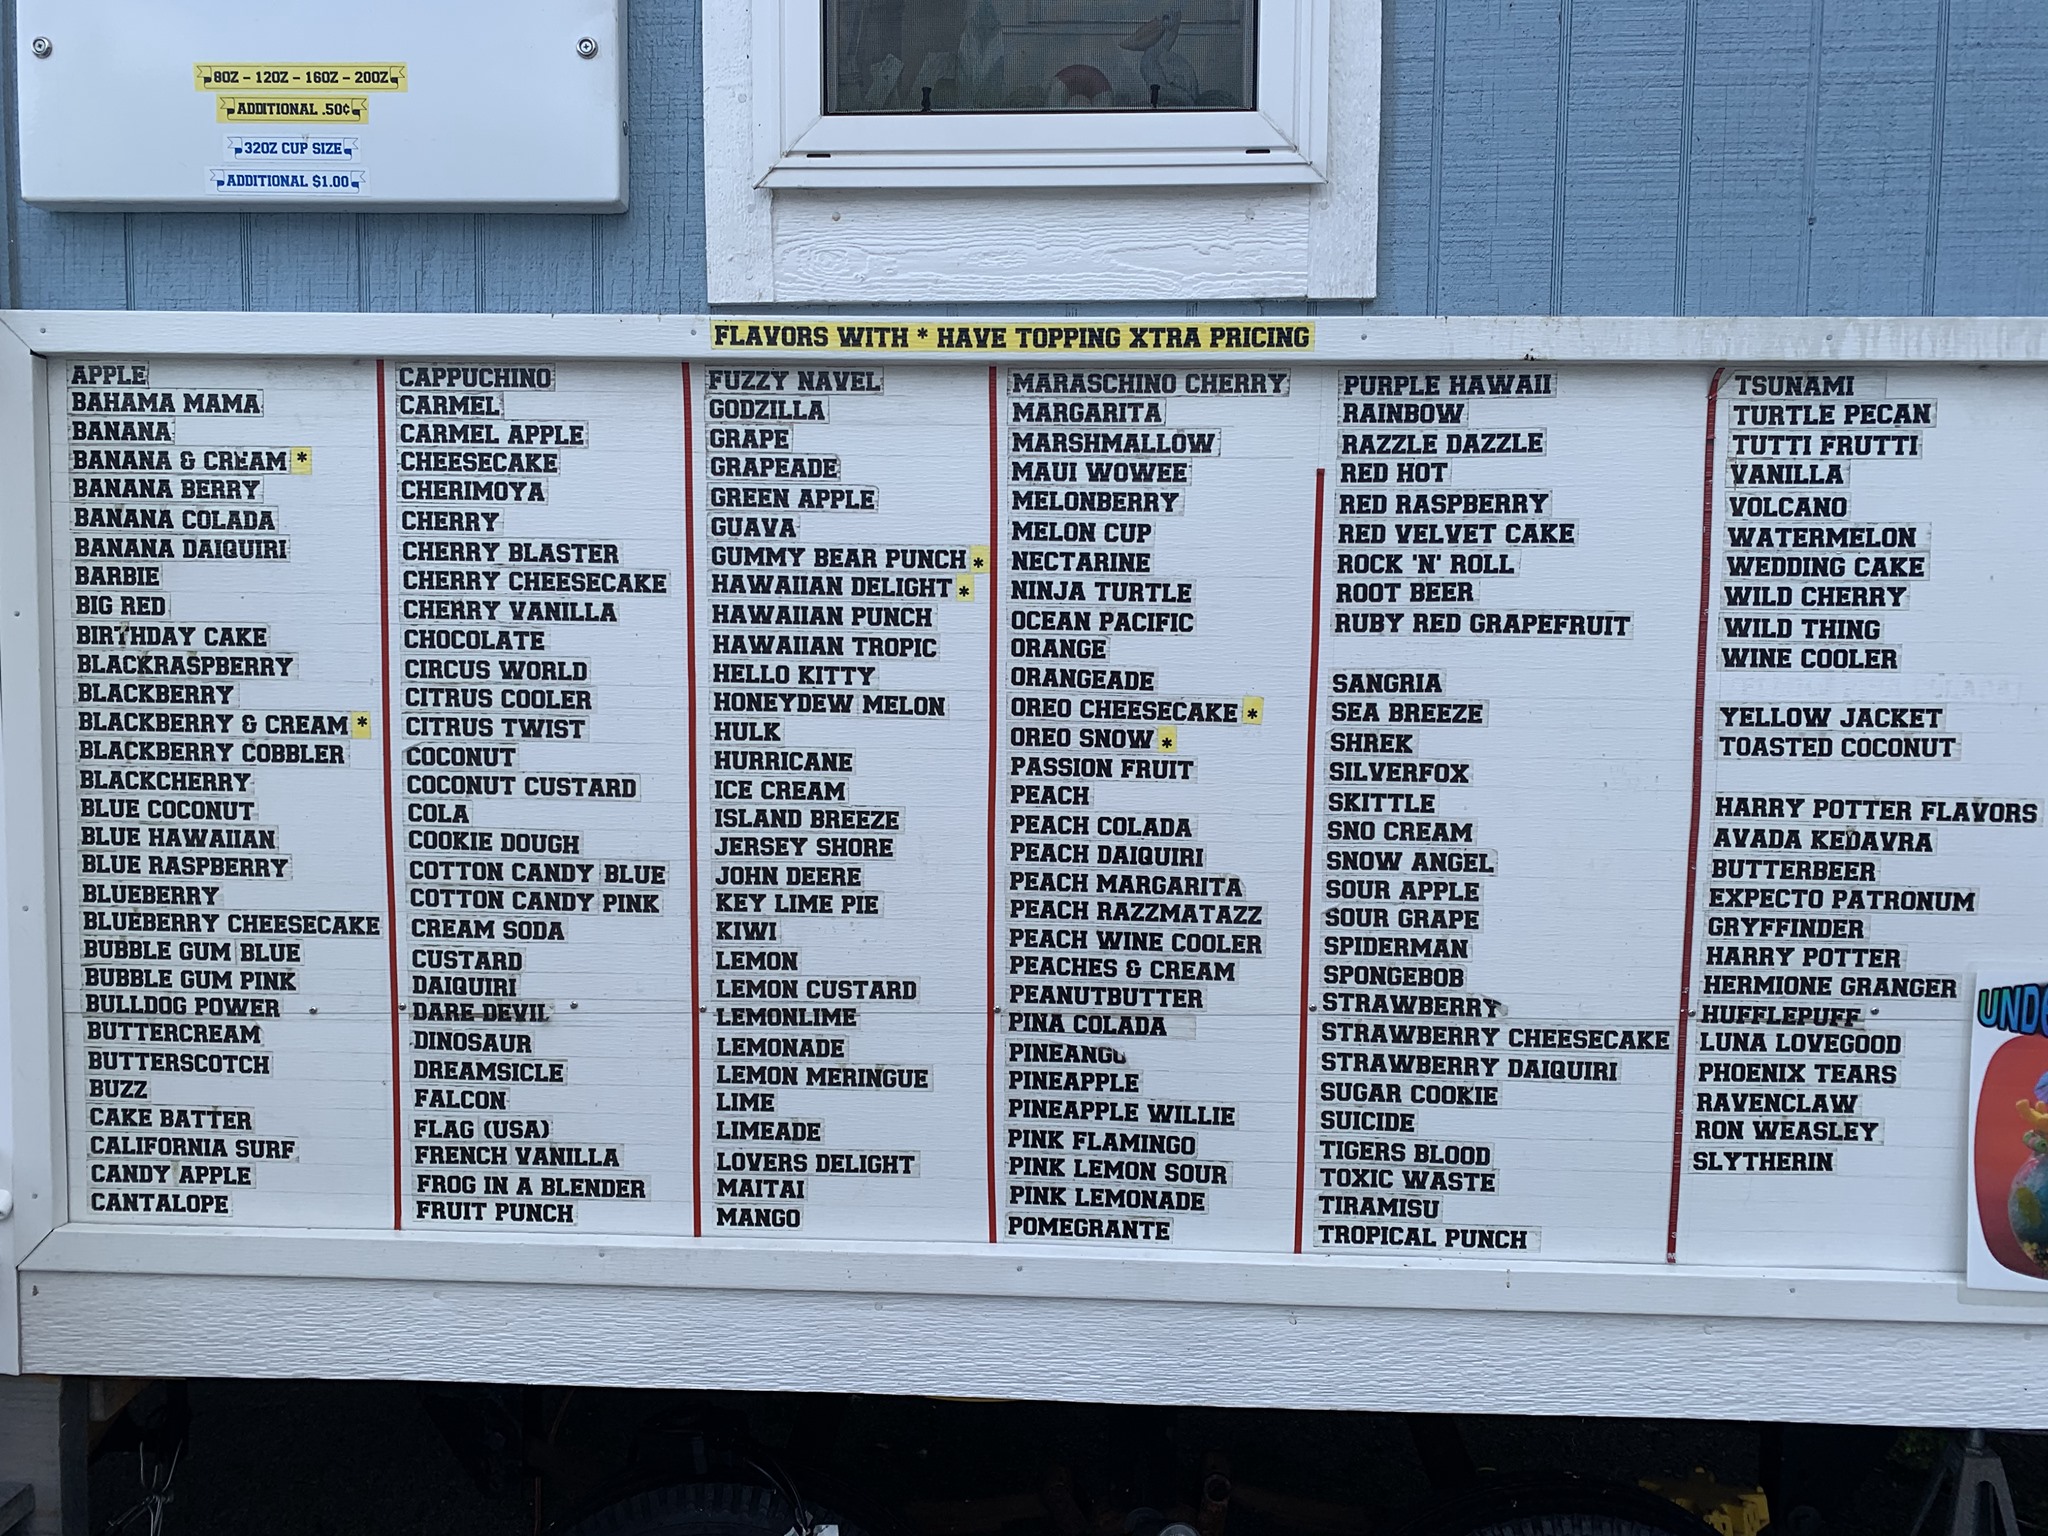 8OZ - 12OZ - 16OZ - 20OZ
ADDITIONAL .50¢
32OZ CUP SIZE
ADDITIONAL $1.00
FLAVORS WITH * HAVE TOPPING XTRA PRICING
APPLE
BAHAMA MAMA
BANANA
BANANA & CREAM *
BANANA BERRY
BANANA COLADA
BANANA DAIQUIRI
BARBIE
BIG RED
BIRTHDAY CAKE
BLACKRASPBERRY
BLACKBERRY
BLACKBERRY & CREAM *
BLACKBERRY COBBLER
BLACKCHERRY
BLUE COCONUT
BLUE HAWAIIAN
BLUE RASPBERRY
BLUEBERRY
BLUEBERRY CHEESECAKE
BUBBLE GUM BLUE
BUBBLE GUM PINK
BULLDOG POWER
BUTTERCREAM
BUTTERSCOTCH
BUZZ
CAKE BATTER
CALIFORNIA SURF
CANDY APPLE
CANTALOPE
CAPPUCHINO
CARMEL
CARMEL APPLE
CHEESECAKE
CHERIMOYA
CHERRY
CHERRY BLASTER
CHERRY CHEESECAKE
CHERRY VANILLA
CHOCOLATE
CIRCUS WORLD
CITRUS COOLER
CITRUS TWIST
COCONUT
COCONUT CUSTARD
COLA
COOKIE DOUGH
COTTON CANDY BLUE
COTTON CANDY PINK
CREAM SODA
CUSTARD
DAIQUIRI
DARE DEVIL
DINOSAUR
DREAMSICLE
FALCON
FLAG (USA)
FRENCH VANILLA
FROG IN A BLENDER
FRUIT PUNCH
FUZZY NAVEL
GODZILLA
GRAPE
GRAPEADE
GREEN APPLE
GUAVA
GUMMY BEAR PUNCH *
HAWAIIAN DELIGHT *
HAWAIIAN PUNCH
HAWAIIAN TROPIC
HELLO KITTY
HONEYDEW MELON
HULK
HURRICANE
ICE CREAM
ISLAND BREEZE
JERSEY SHORE
JOHN DEERE
KEY LIME PIE
KIWI
LEMON
LEMON CUSTARD
LEMONLIME
LEMONADE
LEMON MERINGUE
LIME
LIMEADE
LOVERS DELIGHT
MAITAI
MANGO
MARASCHINO CHERRY
MARGARITA
MARSHMALLOW
MAUI WOWEE
MELONBERRY
MELON CUP
NECTARINE
NINJA TURTLE
OCEAN PACIFIC
ORANGE
ORANGEADE
OREO CHEESECAKE *
OREO SNOW *
PASSION FRUIT
PEACH
PEACH COLADA
PEACH DAIQUIRI
PEACH MARGARITA
PEACH RAZZMATAZZ
PEACH WINE COOLER
PEACHES & CREAM
PEANUTBUTTER
PINA COLADA
PINEANGO
PINEAPPLE
PINEAPPLE WILLIE
PINK FLAMINGO
PINK LEMON SOUR
PINK LEMONADE
POMEGRANTE
PURPLE HAWAII
RAINBOW
RAZZLE DAZZLE
RED HOT
RED RASPBERRY
RED VELVET CAKE
ROCK 'N' ROLL
ROOT BEER
RUBY RED GRAPEFRUIT
SANGRIA
SEA BREEZE
SHREK
SILVERFOX
SKITTLE
SNO CREAM
SNOW ANGEL
SOUR APPLE
SOUR GRAPE
SPIDERMAN
SPONGEBOB
STRAWBERRY
STRAWBERRY CHEESECAKE
STRAWBERRY DAIQUIRI
SUGAR COOKIE
SUICIDE
TIGERS BLOOD
TOXIC WASTE
TIRAMISU
TROPICAL PUNCH
TSUNAMI
TURTLE PECAN
TUTTI FRUTTI
VANILLA
VOLCANO
WATERMELON
WEDDING CAKE
WILD CHERRY
WILD THING
WINE COOLER
YELLOW JACKET
TOASTED COCONUT
HARRY POTTER FLAVORS
AVADA KEDAVRA
BUTTERBEER
EXPECTO PATRONUM
GRYFFINDER
HARRY POTTER
HERMIONE GRANGER
HUFFLEPUFF
LUNA LOVEGOOD
PHOENIX TEARS
RAVENCLAW
RON WEASLEY
SLYTHERIN